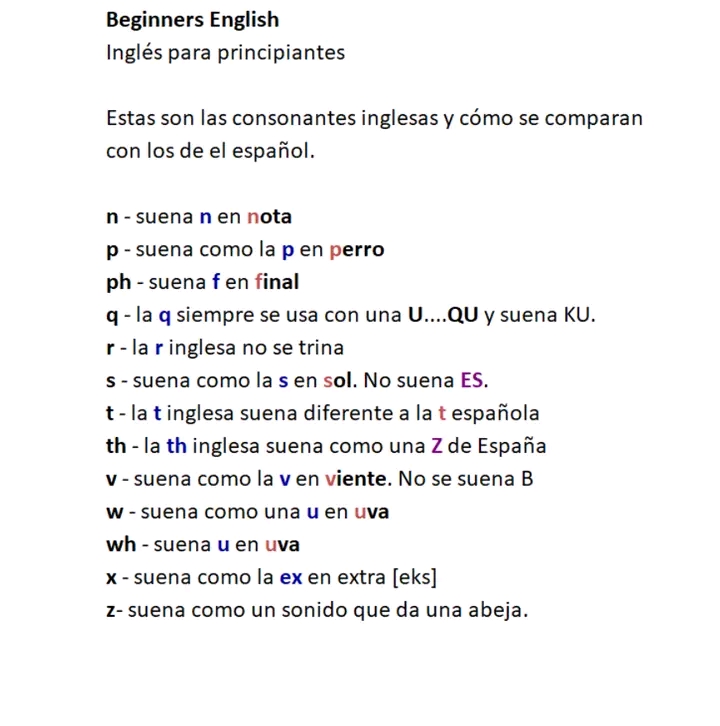 Beginners English
Inglés para principiantes
Estas son las consonantes inglesas y cómo se comparan
con los de el español.
n - suena n en nota
p - suena como la p en perro
ph - suena f en final
q - la q siempre se usa con una U....QU y suena KU.
r - la r inglesa no se trina
s - suena como la s en sol. No suena ES.
t - la t inglesa suena diferente a la t española
th - la th inglesa suena como una Z de España
v - suena como la v en viente. No se suena B
w - suena como una u en uva
wh - suena u en uva
x - suena como la ex en extra [eks]
z- suena como un sonido que da una abeja.